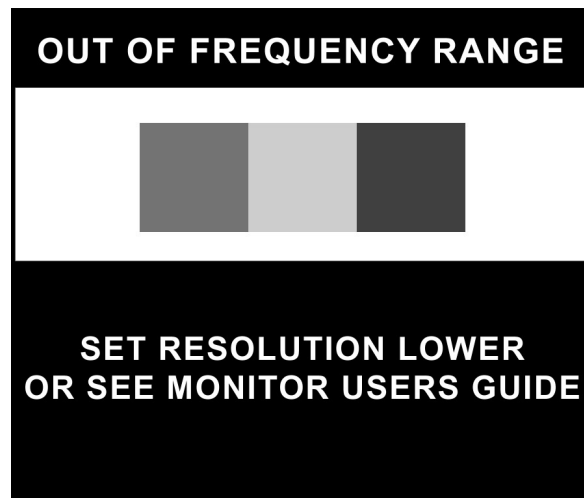 OUT OF FREQUENCY RANGE
SET RESOLUTION LOWER
OR SEE MONITOR USERS GUIDE